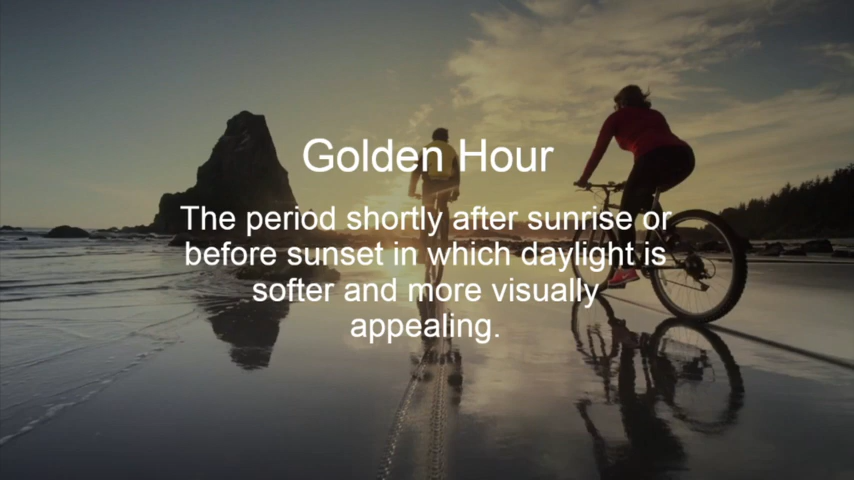 Golden Hour
The period shortly after sunrise or
before sunset in which daylight is
softer and more visually
appealing.